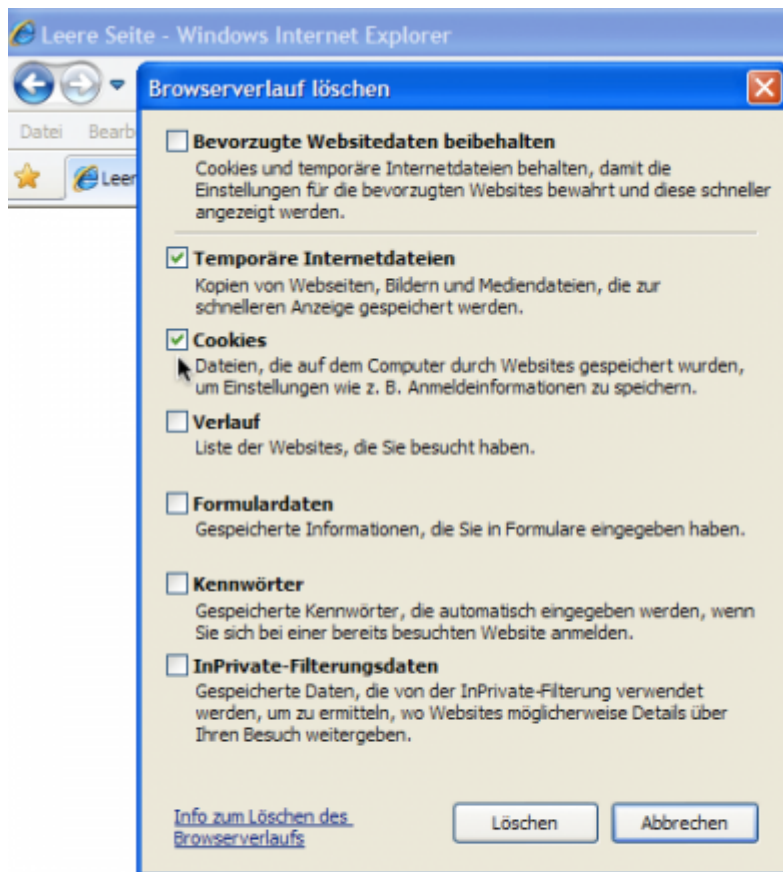 Leere Seite - Windows Internet Explorer
Browserverlauf löschen
Datei Bearb
Leer
Bevorzugte Websitedaten beibehalten
Cookies und temporäre Internetdateien behalten, damit die
Einstellungen für die bevorzugten Websites bewahrt und diese schneller
angezeigt werden.
Temporäre Internetdateien
Kopien von Webseiten, Bildern und Mediendateien, die zur
schnelleren Anzeige gespeichert werden.
Cookies
Dateien, die auf dem Computer durch Websites gespeichert wurden,
um Einstellungen wie z. B. Anmeldeinformationen zu speichern.
Verlauf
Liste der Websites, die Sie besucht haben.
Formulardaten
Gespeicherte Informationen, die Sie in Formulare eingegeben haben.
Kennwörter
Gespeicherte Kennwörter, die automatisch eingegeben werden, wenn
Sie sich bei einer bereits besuchten Website anmelden.
InPrivate-Filterungsdaten
Gespeicherte Daten, die von der InPrivate-Filterung verwendet
werden, um zu ermitteln, wo Websites möglicherweise Details über
Ihren Besuch weitergeben.
Info zum Löschen des
Browserverlaufs
Löschen
Abbrechen